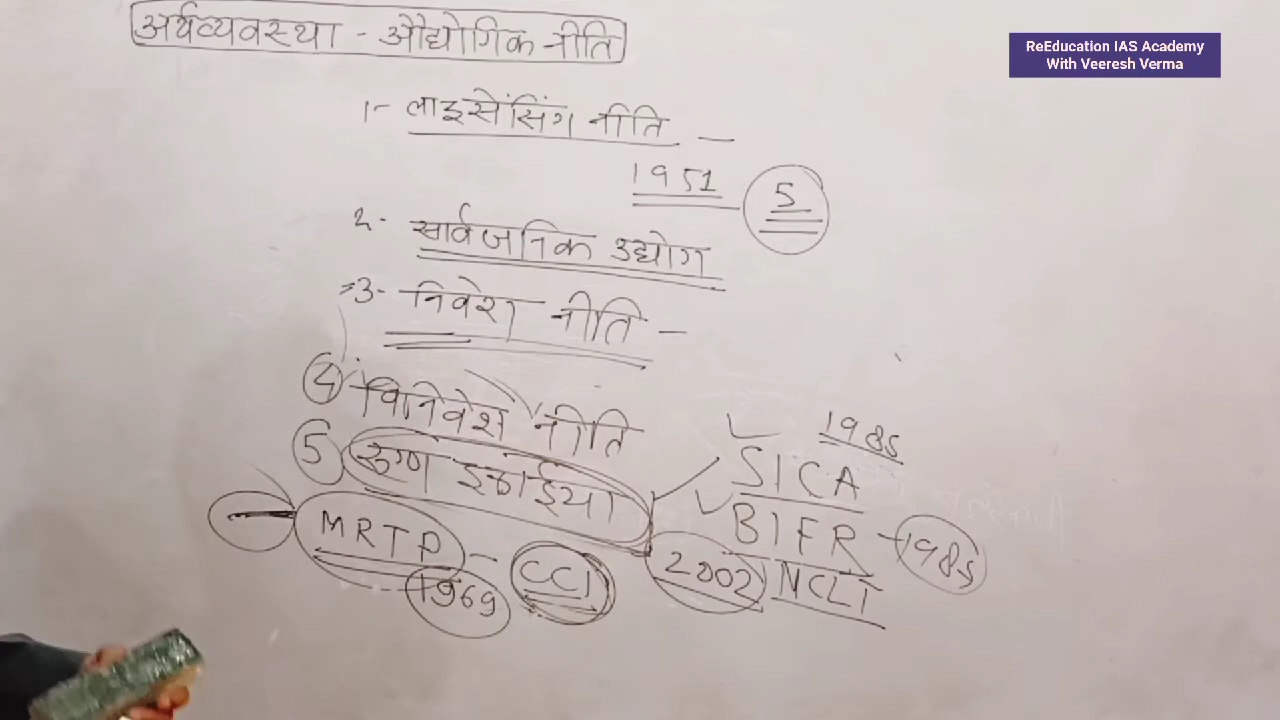 अर्थव्यवस्था - औद्योगिक नीति
ReEducation IAS Academy
With Veeresh Verma
1- लाइसेंसिंग नीति -
1951 5
2- सार्वजनिक उद्योग
3- निवेश नीति -
4 विनिवेश नीति
1985
5 रूग्ण इकाईया SICA
BIFR - 1985
MRTP - CCI 2002 NCLT
1969